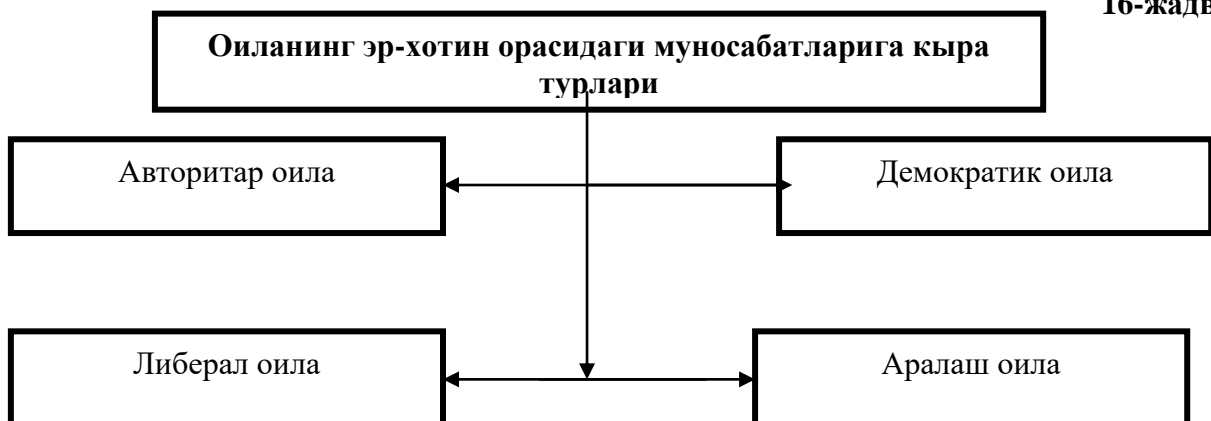 16-жадв
Оиланинг эр-хотин орасидаги муносабатларига кыра
турлари
Авторитар оила
Демократик оила
Либерал оила
Аралаш оила